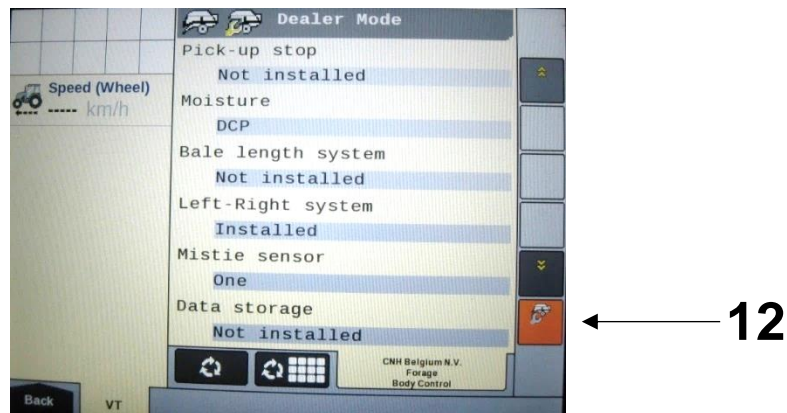 Dealer Mode
Pick-up stop
Not installed
Speed (Wheel)
----- km/h
Moisture
DCP
Bale length system
Not installed
Left-Right system
Installed
Mistie sensor
One
Data storage
Not installed
12
CNH Belgium N.V.
Forage
Body Control
Back
VT